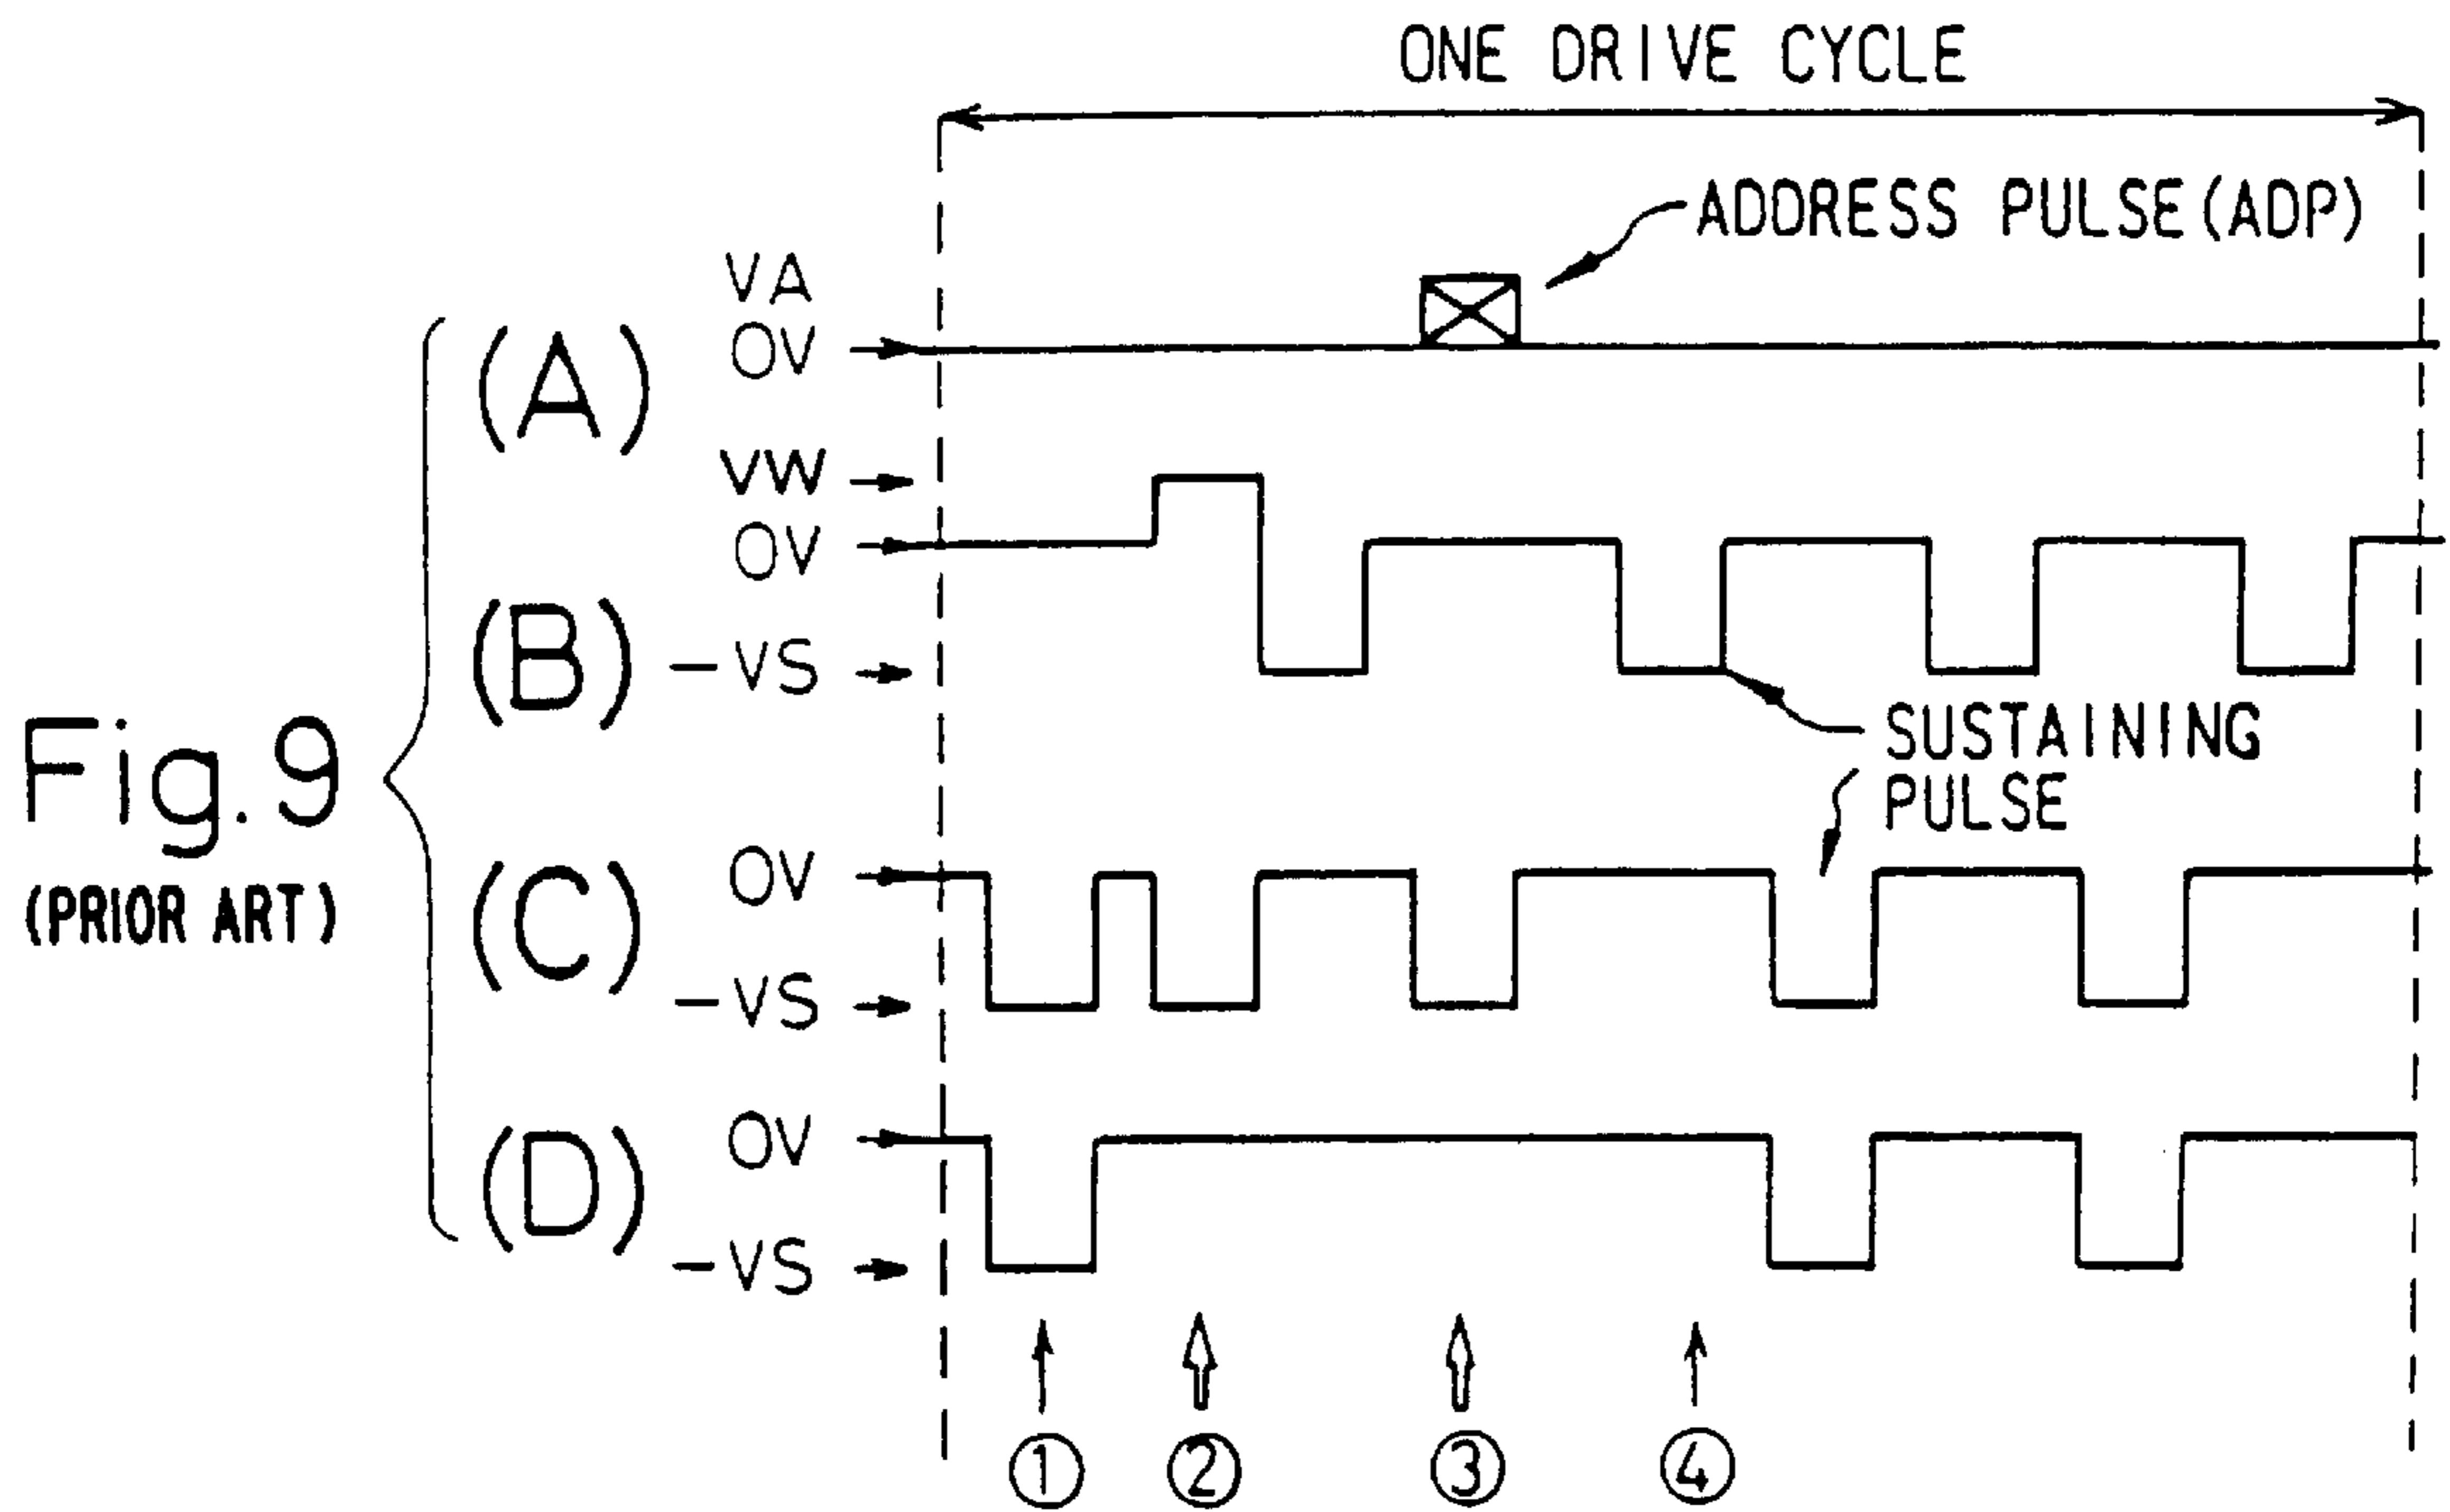 ONE DRIVE CYCLE
ADDRESS PULSE(ADP)
VA
0V
(A)
VW
0V
(B)
-VS
SUSTAINING
PULSE
Fig.9
(PRIOR ART)
0V
(C)
-VS
0V
(D)
-VS
① ② ③ ④